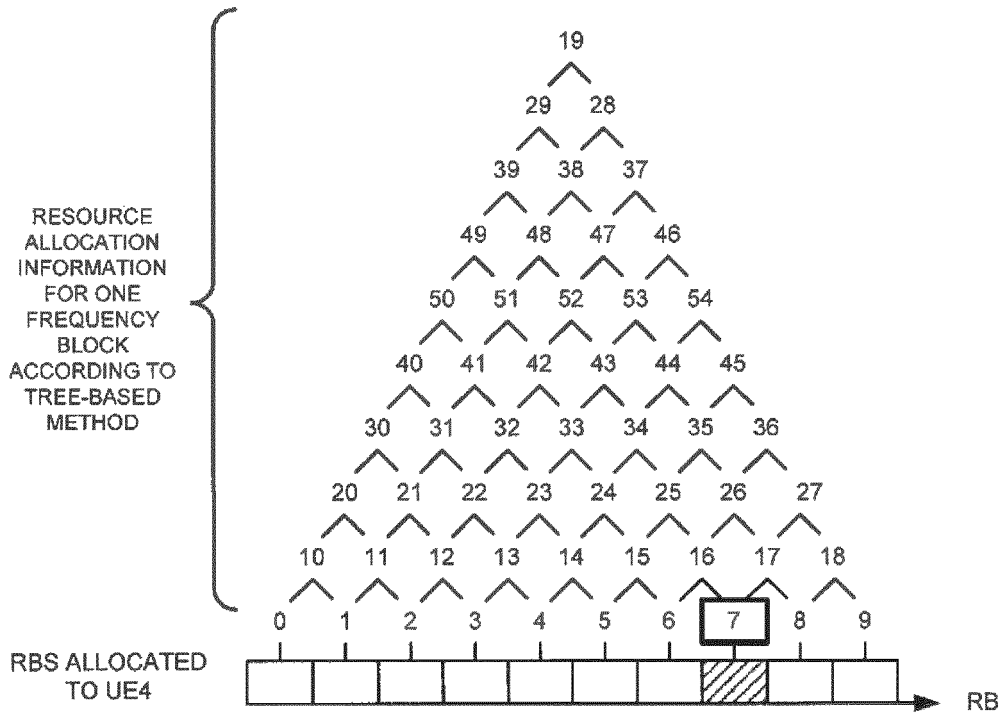 19
29 28
39 38 37
49 48 47 46
50 51 52 53 54
40 41 42 43 44 45
30 31 32 33 34 35 36
20 21 22 23 24 25 26 27
10 11 12 13 14 15 16 17 18
0 1 2 3 4 5 6 7 8 9
RESOURCE
ALLOCATION
INFORMATION
FOR ONE
FREQUENCY
BLOCK
ACCORDING TO
TREE-BASED
METHOD
RBS ALLOCATED
TO UE4
RB